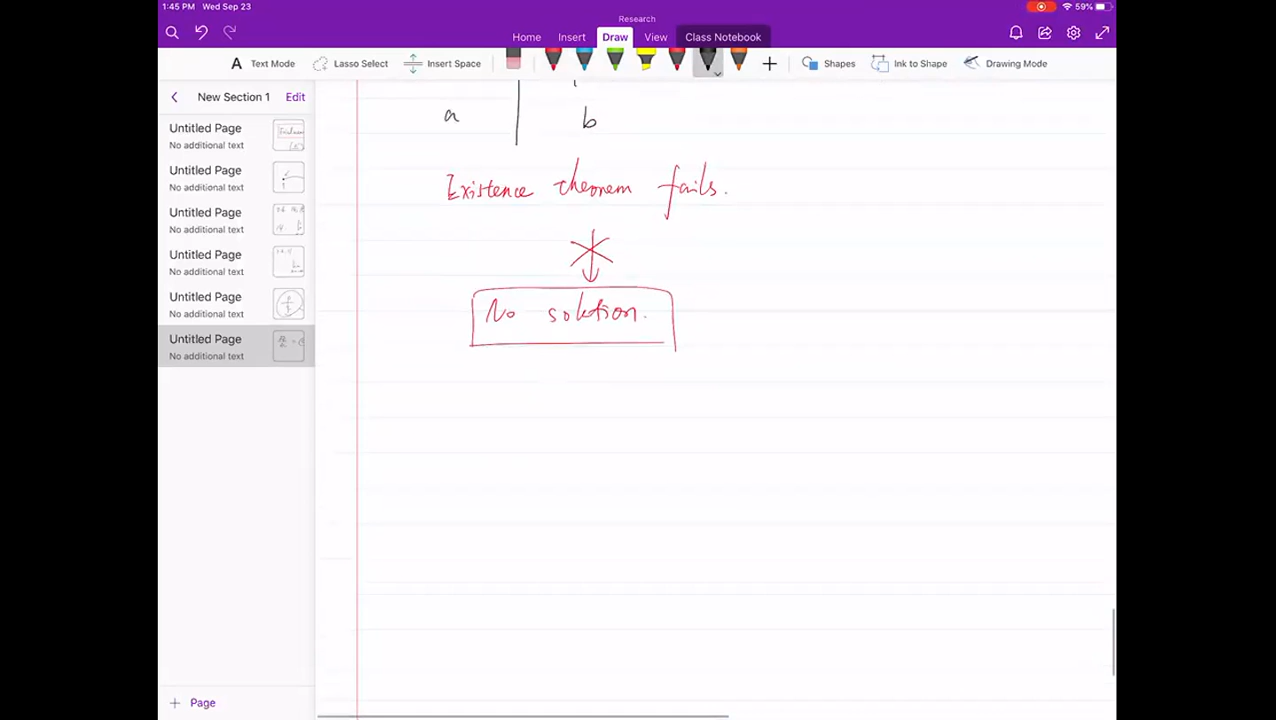 1:45 PM Wed Sep 23
59%
Research
Home Insert Draw View Class Notebook
Text Mode Lasso Select Insert Space Shapes Ink to Shape Drawing Mode
New Section 1 Edit
Untitled Page
No additional text
Untitled Page
No additional text
Untitled Page
No additional text
Untitled Page
No additional text
Untitled Page
No additional text
Untitled Page
No additional text
Page
a b
Existence theorem fails.
No solution.